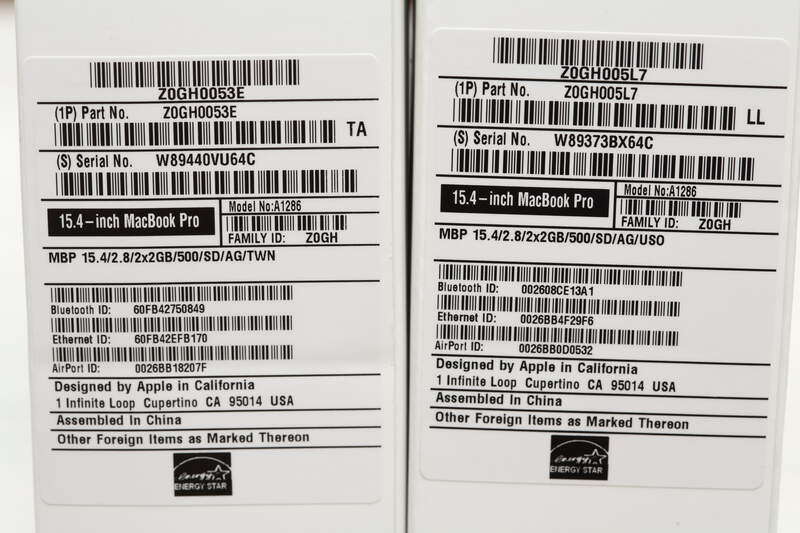 Z0GH0053E
(1P) Part No. Z0GH0053E
TA
(S) Serial No. W89440VU64C
15.4-inch MacBook Pro
Model No:A1286
FAMILY ID: Z0GH
MBP 15.4/2.8/2x2GB/500/SD/AG/TWN
Bluetooth ID: 60FB42750849
Ethernet ID: 60FB42EFB170
AirPort ID: 0026BB18207F
Designed by Apple in California
1 Infinite Loop Cupertino CA 95014 USA
Assembled In China
Other Foreign Items as Marked Thereon
energy
ENERGY STAR
Z0GH005L7
(1P) Part No. Z0GH005L7
LL
(S) Serial No. W89373BX64C
15.4-inch MacBook Pro
Model No:A1286
FAMILY ID: Z0GH
MBP 15.4/2.8/2x2GB/500/SD/AG/USO
Bluetooth ID: 002608CE13A1
Ethernet ID: 0026BB4F29F6
AirPort ID: 0026BB0D0532
Designed by Apple in California
1 Infinite Loop Cupertino CA 95014 USA
Assembled In China
Other Foreign Items as Marked Thereon
energy
ENERGY STAR